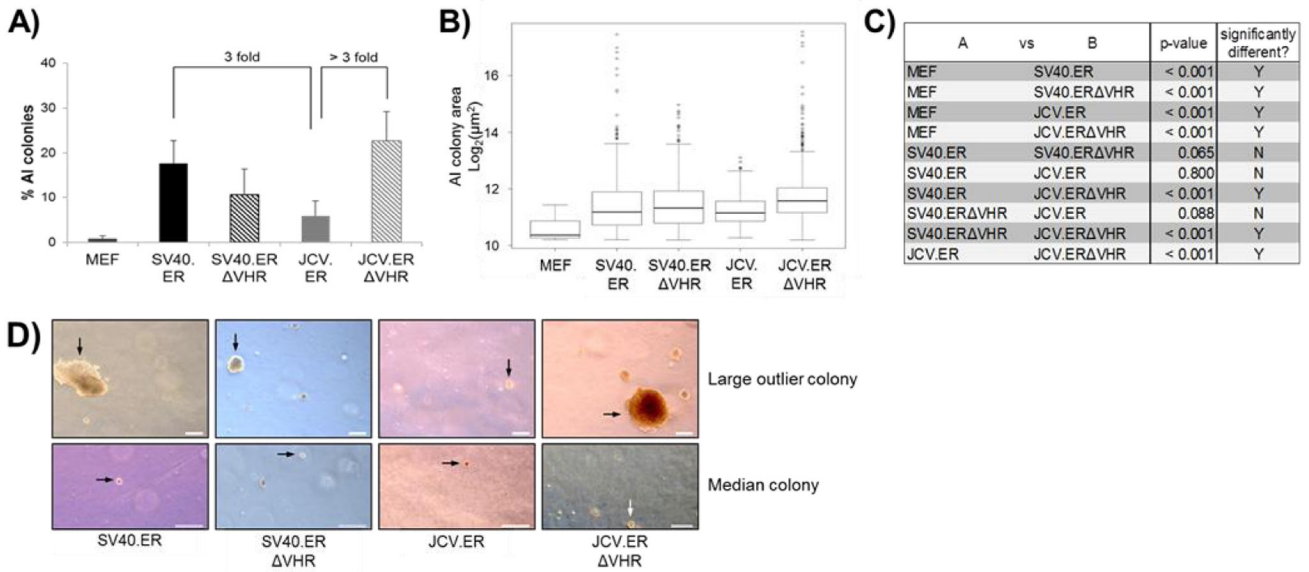 A)
3 fold
> 3 fold
% AI colonies
40
30
20
10
0
MEF
SV40.
ER
SV40.ER
ΔVHR
JCV.
ER
JCV.ER
ΔVHR
B)
AI colony area
Log₂(µm²)
16
14
12
10
MEF
SV40.
ER
SV40.ER
ΔVHR
JCV.
ER
JCV.ER
ΔVHR
C)
A vs B p-value significantly different?
MEF SV40.ER < 0.001 Y
MEF SV40.ERΔVHR < 0.001 Y
MEF JCV.ER < 0.001 Y
MEF JCV.ERΔVHR < 0.001 Y
SV40.ER SV40.ERΔVHR 0.065 N
SV40.ER JCV.ER 0.800 N
SV40.ER JCV.ERΔVHR < 0.001 Y
SV40.ERΔVHR JCV.ER 0.088 N
SV40.ERΔVHR JCV.ERΔVHR < 0.001 Y
JCV.ER JCV.ERΔVHR < 0.001 Y
D)
Large outlier colony
Median colony
SV40.ER
SV40.ER
ΔVHR
JCV.ER
JCV.ER
ΔVHR